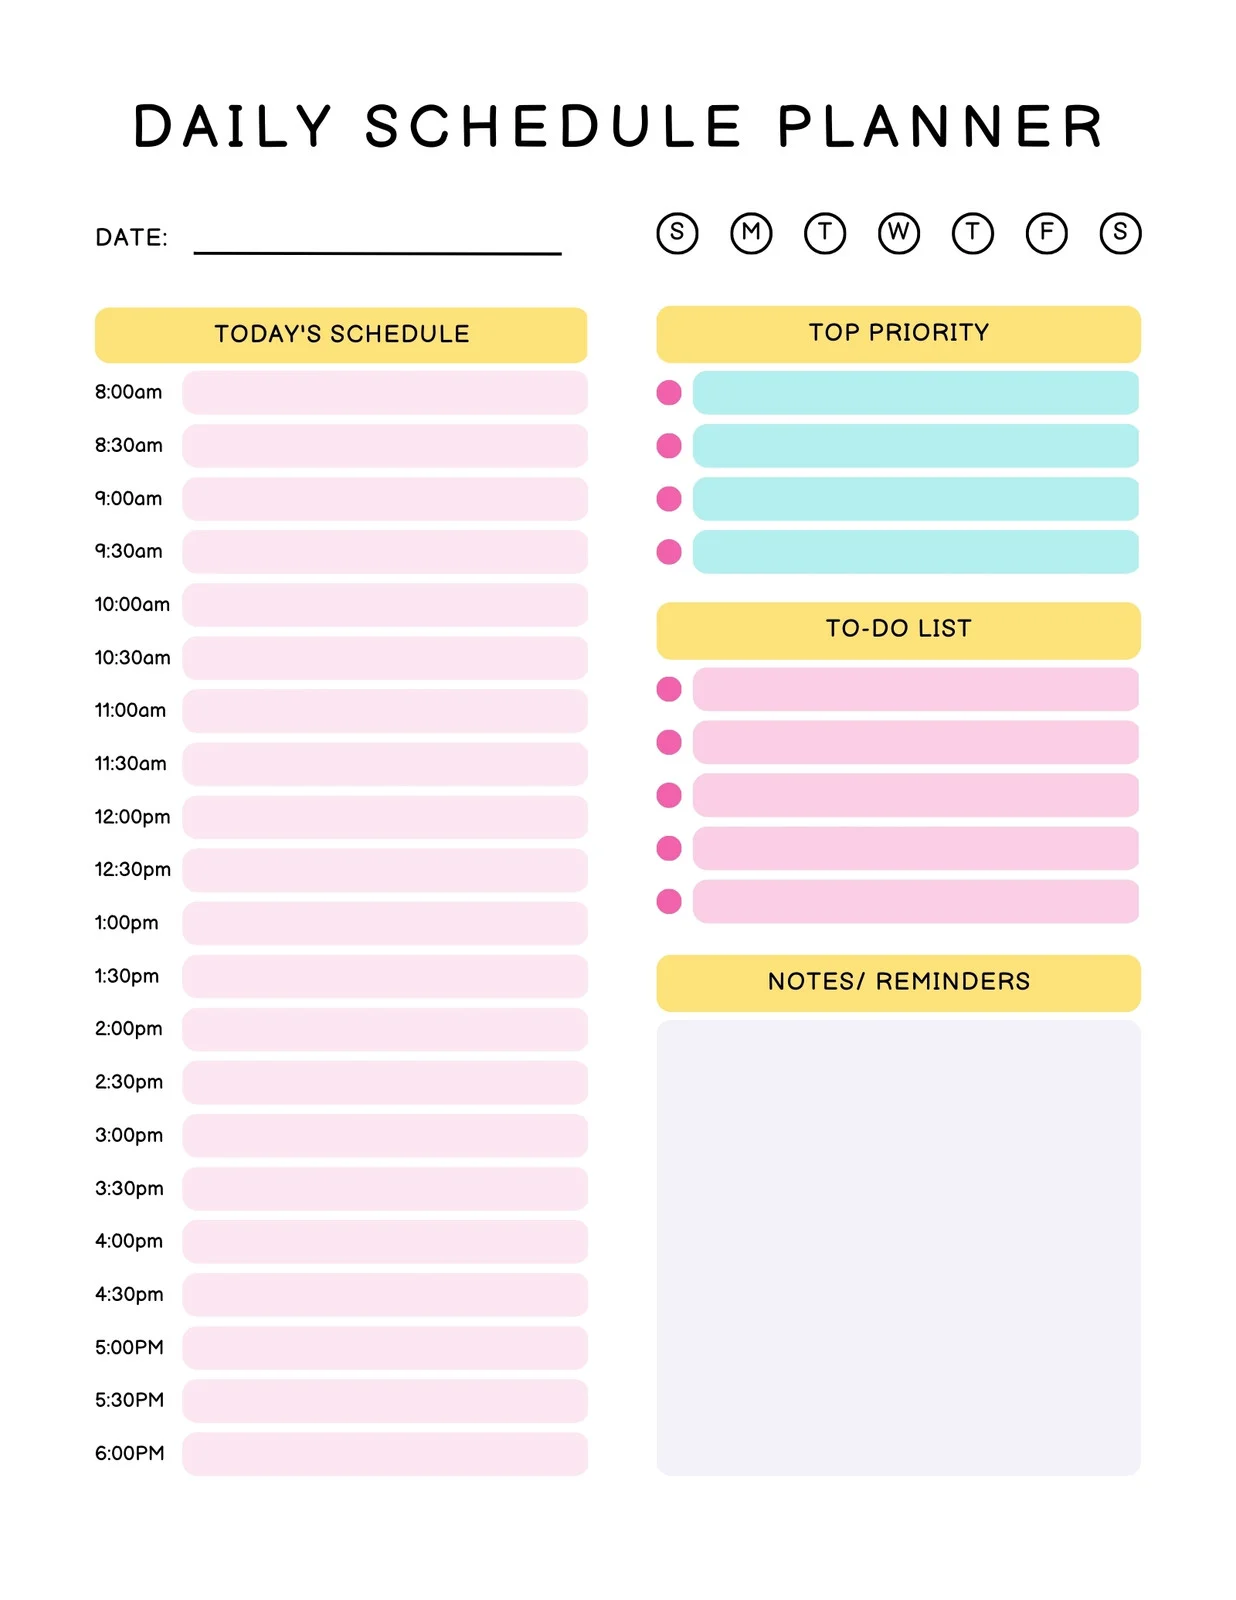 DAILY SCHEDULE PLANNER
DATE:
S M T W T F S
TODAY'S SCHEDULE
8:00am
8:30am
9:00am
9:30am
10:00am
10:30am
11:00am
11:30am
12:00pm
12:30pm
1:00pm
1:30pm
2:00pm
2:30pm
3:00pm
3:30pm
4:00pm
4:30pm
5:00PM
5:30PM
6:00PM
TOP PRIORITY
TO-DO LIST
NOTES/ REMINDERS